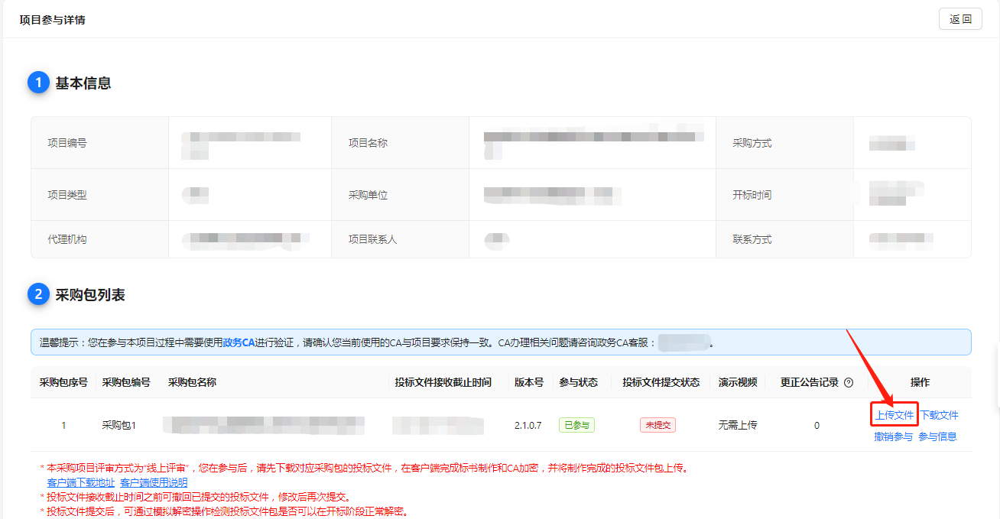 项目参与详情
返 回
1 基本信息
项目编号 项目名称 采购方式
项目类型 采购单位 开标时间
代理机构 项目联系人 联系方式
2 采购包列表
温馨提示：您在参与本项目过程中需要使用政务CA进行验证，请确认您当前使用的CA与项目要求保持一致。CA办理相关问题请咨询政务CA客服： 。
采购包序号 采购包编号 采购包名称 投标文件接收截止时间 版本号 参与状态 投标文件提交状态 演示视频 更正公告记录 ? 操作
1 采购包1 2.1.0.7 已参与 未提交 无需上传 0 上传文件 下载文件
撤销参与 参与信息
* 本采购项目评审方式为“线上评审”，您在参与后，请先下载对应采购包的投标文件，在客户端完成标书制作和CA加密，并将制作完成的投标文件包上传。
客户端下载地址 客户端使用说明
* 投标文件接收截止时间之前可撤回已提交的投标文件，修改后再次提交。
* 投标文件提交后，可通过模拟解密操作检测投标文件包是否可以在开标阶段正常解密。